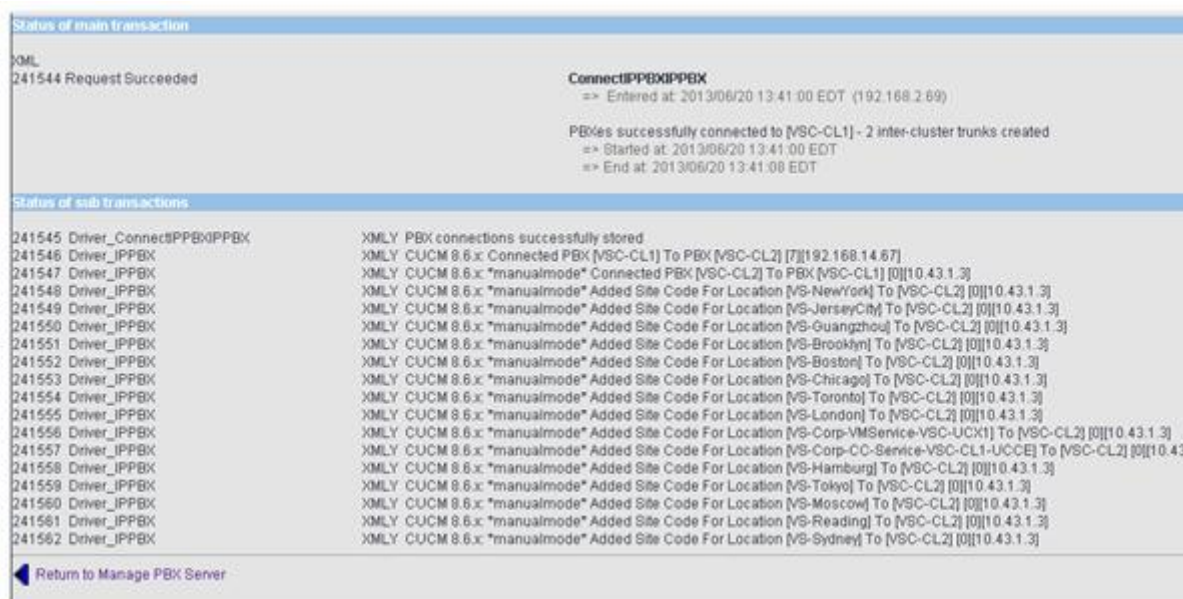 Status of main transaction
XML
241544 Request Succeeded
ConnectIPPBXIPPBX
=> Entered at: 2013/06/20 13:41:00 EDT (192.168.2.69)
PBXes successfully connected to [VSC-CL1] - 2 inter-cluster trunks created
=> Started at: 2013/06/20 13:41:00 EDT
=> End at: 2013/06/20 13:41:08 EDT
Status of sub transactions
241545 Driver_ConnectIPPBXIPPBX XMLY PBX connections successfully stored
241546 Driver_IPPBX XMLY CUCM 8.6.x: Connected PBX [VSC-CL1] To PBX [VSC-CL2] [7][192.168.14.67]
241547 Driver_IPPBX XMLY CUCM 8.6.x: *manualmode* Connected PBX [VSC-CL2] To PBX [VSC-CL1] [0][10.43.1.3]
241548 Driver_IPPBX XMLY CUCM 8.6.x: *manualmode* Added Site Code For Location [VS-NewYork] To [VSC-CL2] [0][10.43.1.3]
241549 Driver_IPPBX XMLY CUCM 8.6.x: *manualmode* Added Site Code For Location [VS-JerseyCity] To [VSC-CL2] [0][10.43.1.3]
241550 Driver_IPPBX XMLY CUCM 8.6.x: *manualmode* Added Site Code For Location [VS-Guangzhou] To [VSC-CL2] [0][10.43.1.3]
241551 Driver_IPPBX XMLY CUCM 8.6.x: *manualmode* Added Site Code For Location [VS-Brooklyn] To [VSC-CL2] [0][10.43.1.3]
241552 Driver_IPPBX XMLY CUCM 8.6.x: *manualmode* Added Site Code For Location [VS-Boston] To [VSC-CL2] [0][10.43.1.3]
241553 Driver_IPPBX XMLY CUCM 8.6.x: *manualmode* Added Site Code For Location [VS-Chicago] To [VSC-CL2] [0][10.43.1.3]
241554 Driver_IPPBX XMLY CUCM 8.6.x: *manualmode* Added Site Code For Location [VS-Toronto] To [VSC-CL2] [0][10.43.1.3]
241555 Driver_IPPBX XMLY CUCM 8.6.x: *manualmode* Added Site Code For Location [VS-London] To [VSC-CL2] [0][10.43.1.3]
241556 Driver_IPPBX XMLY CUCM 8.6.x: *manualmode* Added Site Code For Location [VS-Corp-VMService-VSC-UCX1] To [VSC-CL2] [0][10.43.1.3]
241557 Driver_IPPBX XMLY CUCM 8.6.x: *manualmode* Added Site Code For Location [VS-Corp-CC-Service-VSC-CL1-UCCE] To [VSC-CL2] [0][10.43
241558 Driver_IPPBX XMLY CUCM 8.6.x: *manualmode* Added Site Code For Location [VS-Hamburg] To [VSC-CL2] [0][10.43.1.3]
241559 Driver_IPPBX XMLY CUCM 8.6.x: *manualmode* Added Site Code For Location [VS-Tokyo] To [VSC-CL2] [0][10.43.1.3]
241560 Driver_IPPBX XMLY CUCM 8.6.x: *manualmode* Added Site Code For Location [VS-Moscow] To [VSC-CL2] [0][10.43.1.3]
241561 Driver_IPPBX XMLY CUCM 8.6.x: *manualmode* Added Site Code For Location [VS-Reading] To [VSC-CL2] [0][10.43.1.3]
241562 Driver_IPPBX XMLY CUCM 8.6.x: *manualmode* Added Site Code For Location [VS-Sydney] To [VSC-CL2] [0][10.43.1.3]
Return to Manage PBX Server